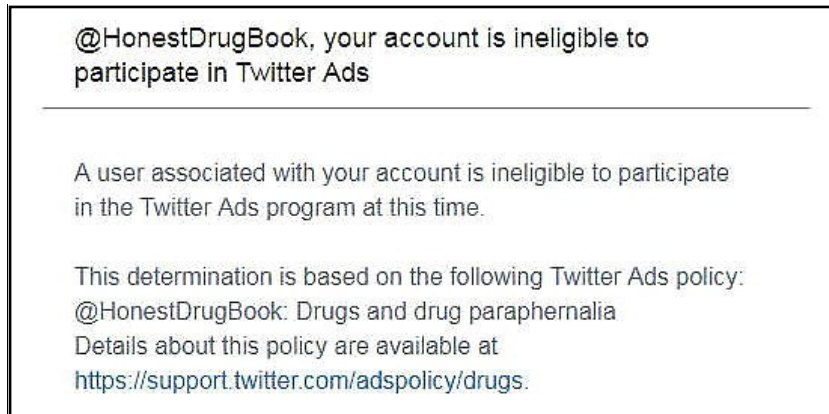 @HonestDrugBook, your account is ineligible to
participate in Twitter Ads
A user associated with your account is ineligible to participate
in the Twitter Ads program at this time.
This determination is based on the following Twitter Ads policy:
@HonestDrugBook: Drugs and drug paraphernalia
Details about this policy are available at
https://support.twitter.com/adspolicy/drugs.